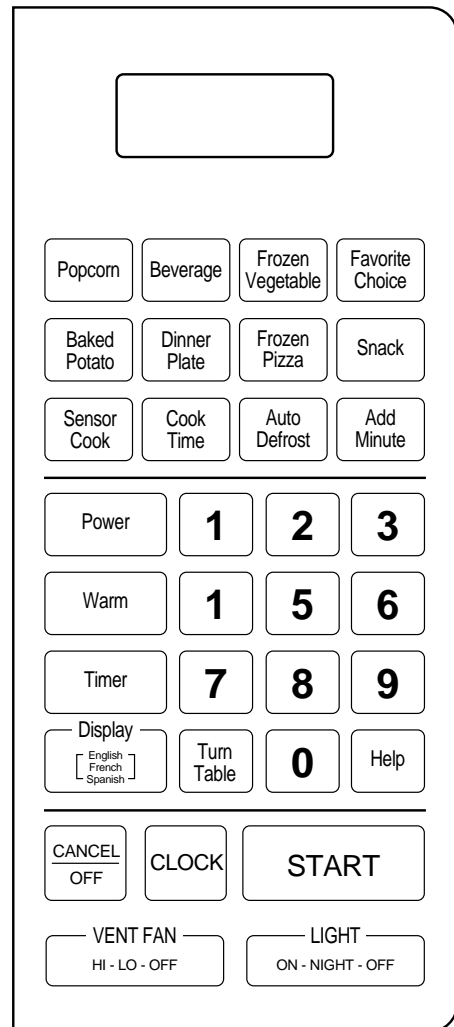 Popcorn
Beverage
Frozen
Vegetable
Favorite
Choice
Baked
Potato
Dinner
Plate
Frozen
Pizza
Snack
Sensor
Cook
Cook
Time
Auto
Defrost
Add
Minute
Power
1
2
3
Warm
1
5
6
Timer
7
8
9
Display
English
French
Spanish
Turn
Table
0
Help
CANCEL
OFF
CLOCK
START
VENT FAN
HI - LO - OFF
LIGHT
ON - NIGHT - OFF